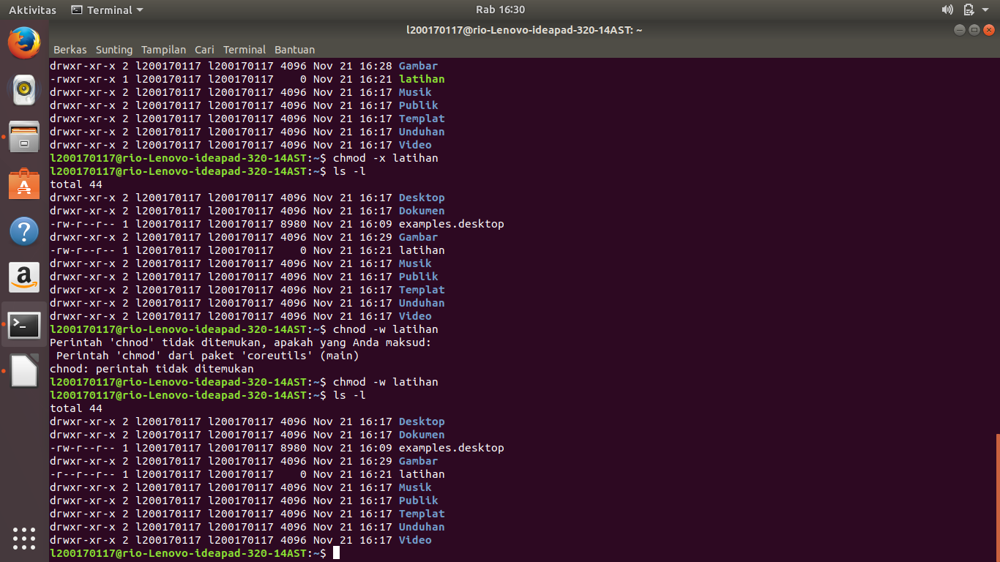 Aktivitas Terminal Rab 16:30
l200170117@rio-Lenovo-ideapad-320-14AST: ~
Berkas Sunting Tampilan Cari Terminal Bantuan
drwxr-xr-x 2 l200170117 l200170117 4096 Nov 21 16:28 Gambar
-rwxr-xr-x 1 l200170117 l200170117    0 Nov 21 16:21 latihan
drwxr-xr-x 2 l200170117 l200170117 4096 Nov 21 16:17 Musik
drwxr-xr-x 2 l200170117 l200170117 4096 Nov 21 16:17 Publik
drwxr-xr-x 2 l200170117 l200170117 4096 Nov 21 16:17 Templat
drwxr-xr-x 2 l200170117 l200170117 4096 Nov 21 16:17 Unduhan
drwxr-xr-x 2 l200170117 l200170117 4096 Nov 21 16:17 Video
l200170117@rio-Lenovo-ideapad-320-14AST:~$ chmod -x latihan
l200170117@rio-Lenovo-ideapad-320-14AST:~$ ls -l
total 44
drwxr-xr-x 2 l200170117 l200170117 4096 Nov 21 16:17 Desktop
drwxr-xr-x 2 l200170117 l200170117 4096 Nov 21 16:17 Dokumen
-rw-r--r-- 1 l200170117 l200170117 8980 Nov 21 16:09 examples.desktop
drwxr-xr-x 2 l200170117 l200170117 4096 Nov 21 16:29 Gambar
-rw-r--r-- 1 l200170117 l200170117    0 Nov 21 16:21 latihan
drwxr-xr-x 2 l200170117 l200170117 4096 Nov 21 16:17 Musik
drwxr-xr-x 2 l200170117 l200170117 4096 Nov 21 16:17 Publik
drwxr-xr-x 2 l200170117 l200170117 4096 Nov 21 16:17 Templat
drwxr-xr-x 2 l200170117 l200170117 4096 Nov 21 16:17 Unduhan
drwxr-xr-x 2 l200170117 l200170117 4096 Nov 21 16:17 Video
l200170117@rio-Lenovo-ideapad-320-14AST:~$ chnod -w latihan
Perintah 'chnod' tidak ditemukan, apakah yang Anda maksud:
 Perintah 'chmod' dari paket 'coreutils' (main)
chnod: perintah tidak ditemukan
l200170117@rio-Lenovo-ideapad-320-14AST:~$ chmod -w latihan
l200170117@rio-Lenovo-ideapad-320-14AST:~$ ls -l
total 44
drwxr-xr-x 2 l200170117 l200170117 4096 Nov 21 16:17 Desktop
drwxr-xr-x 2 l200170117 l200170117 4096 Nov 21 16:17 Dokumen
-rw-r--r-- 1 l200170117 l200170117 8980 Nov 21 16:09 examples.desktop
drwxr-xr-x 2 l200170117 l200170117 4096 Nov 21 16:29 Gambar
-r--r--r-- 1 l200170117 l200170117    0 Nov 21 16:21 latihan
drwxr-xr-x 2 l200170117 l200170117 4096 Nov 21 16:17 Musik
drwxr-xr-x 2 l200170117 l200170117 4096 Nov 21 16:17 Publik
drwxr-xr-x 2 l200170117 l200170117 4096 Nov 21 16:17 Templat
drwxr-xr-x 2 l200170117 l200170117 4096 Nov 21 16:17 Unduhan
drwxr-xr-x 2 l200170117 l200170117 4096 Nov 21 16:17 Video
l200170117@rio-Lenovo-ideapad-320-14AST:~$